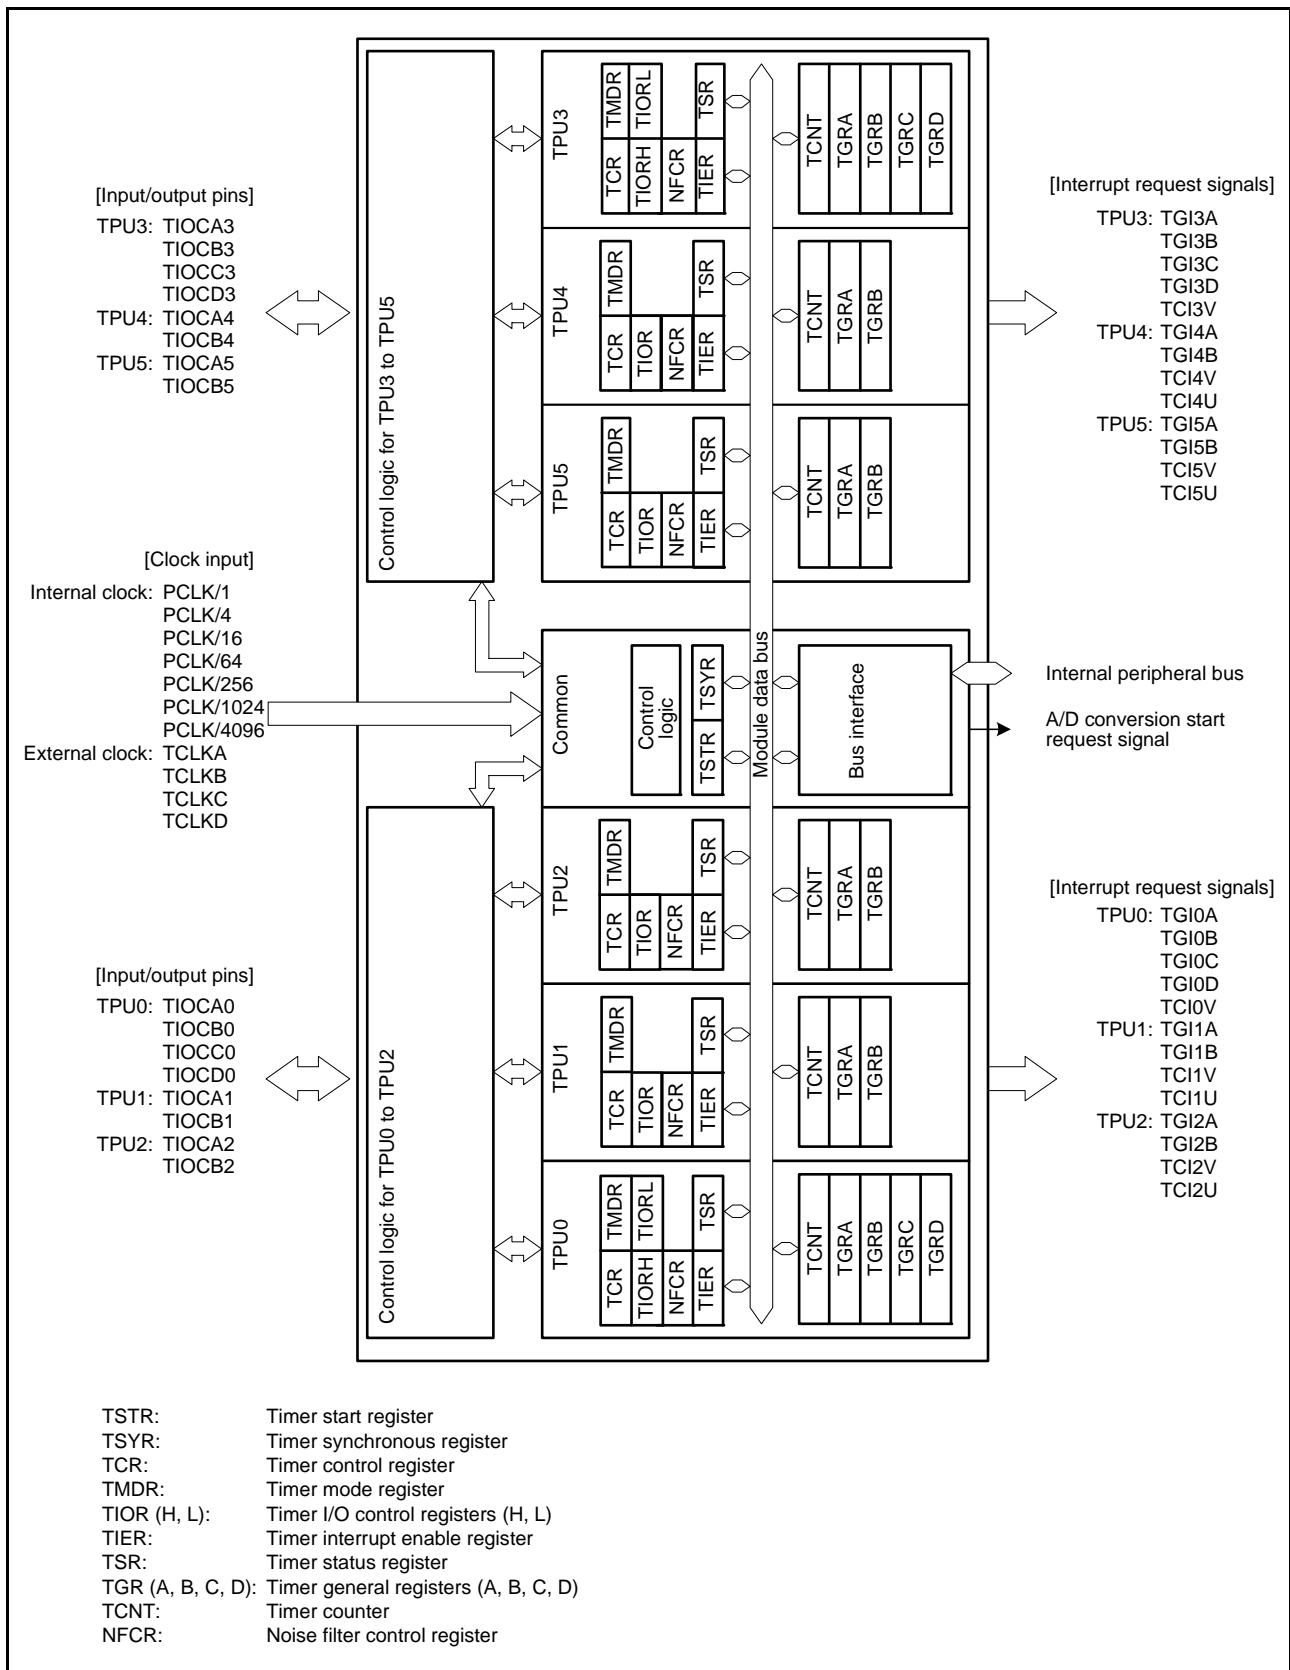 [Input/output pins]
TPU3: TIOCA3
TIOCB3
TIOCC3
TIOCD3
TPU4: TIOCA4
TIOCB4
TPU5: TIOCA5
TIOCB5
[Clock input]
Internal clock: PCLK/1
PCLK/4
PCLK/16
PCLK/64
PCLK/256
PCLK/1024
PCLK/4096
External clock: TCLKA
TCLKB
TCLKC
TCLKD
[Input/output pins]
TPU0: TIOCA0
TIOCB0
TIOCC0
TIOCD0
TPU1: TIOCA1
TIOCB1
TPU2: TIOCA2
TIOCB2
Control logic for TPU3 to TPU5
Control logic for TPU0 to TPU2
TPU3
TMDR
TIORL
TSR
TCR
TIORH
NFCR
TIER
TCNT
TGRA
TGRB
TGRC
TGRD
TPU4
TMDR
TSR
TCR
TIOR
NFCR
TIER
TCNT
TGRA
TGRB
TPU5
TMDR
TSR
TCR
TIOR
NFCR
TIER
TCNT
TGRA
TGRB
Common
Control
logic
TSYR
TSTR
Module data bus
Bus interface
TPU2
TMDR
TSR
TCR
TIOR
NFCR
TIER
TCNT
TGRA
TGRB
TPU1
TMDR
TSR
TCR
TIOR
NFCR
TIER
TCNT
TGRA
TGRB
TPU0
TMDR
TIORL
TSR
TCR
TIORH
NFCR
TIER
TCNT
TGRA
TGRB
TGRC
TGRD
[Interrupt request signals]
TPU3: TGI3A
TGI3B
TGI3C
TGI3D
TCI3V
TPU4: TGI4A
TGI4B
TCI4V
TCI4U
TPU5: TGI5A
TGI5B
TCI5V
TCI5U
Internal peripheral bus
A/D conversion start
request signal
[Interrupt request signals]
TPU0: TGI0A
TGI0B
TGI0C
TGI0D
TCI0V
TPU1: TGI1A
TGI1B
TCI1V
TCI1U
TPU2: TGI2A
TGI2B
TCI2V
TCI2U
TSTR: Timer start register
TSYR: Timer synchronous register
TCR: Timer control register
TMDR: Timer mode register
TIOR (H, L): Timer I/O control registers (H, L)
TIER: Timer interrupt enable register
TSR: Timer status register
TGR (A, B, C, D): Timer general registers (A, B, C, D)
TCNT: Timer counter
NFCR: Noise filter control register